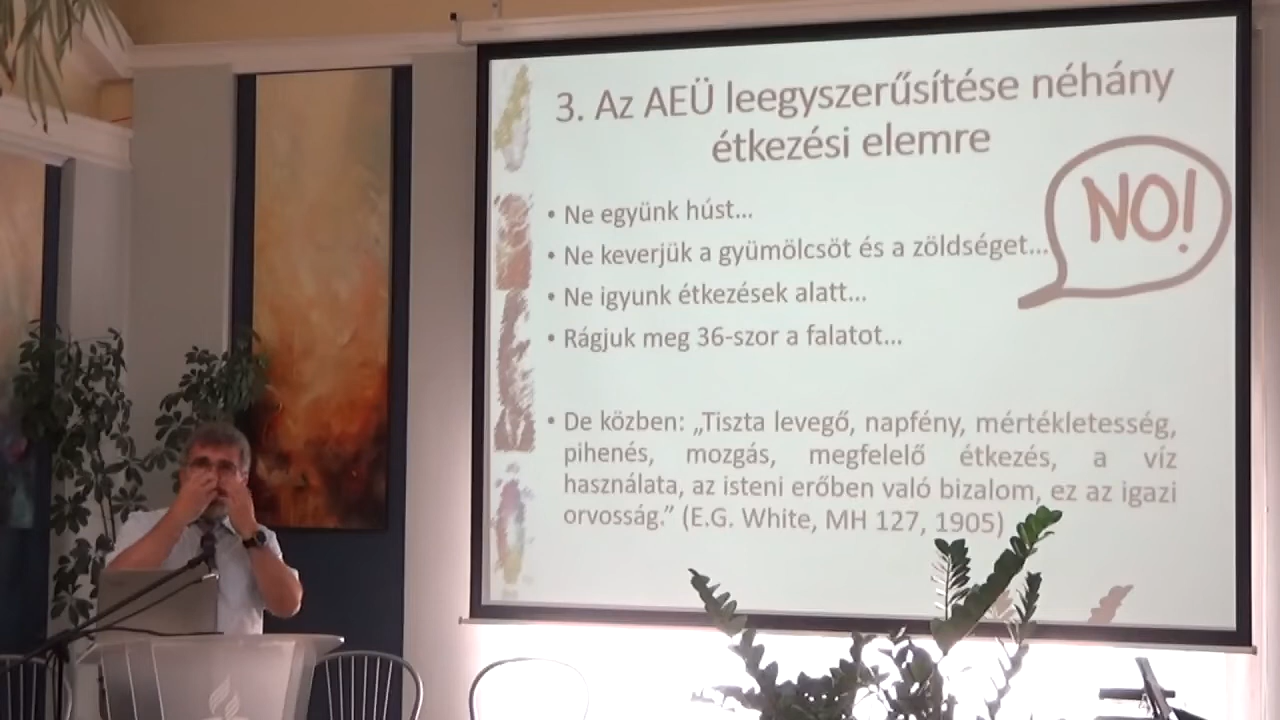 3. Az AEÜ leegyszerűsítése néhány
étkezési elemre
NO!
• Ne együnk húst...
• Ne keverjük a gyümölcsöt és a zöldséget...
• Ne igyunk étkezések alatt...
• Rágjuk meg 36-szor a falatot...
• De közben: „Tiszta levegő, napfény, mértékletesség,
pihenés, mozgás, megfelelő étkezés, a víz
használata, az isteni erőben való bizalom, ez az igazi
orvosság.” (E.G. White, MH 127, 1905)